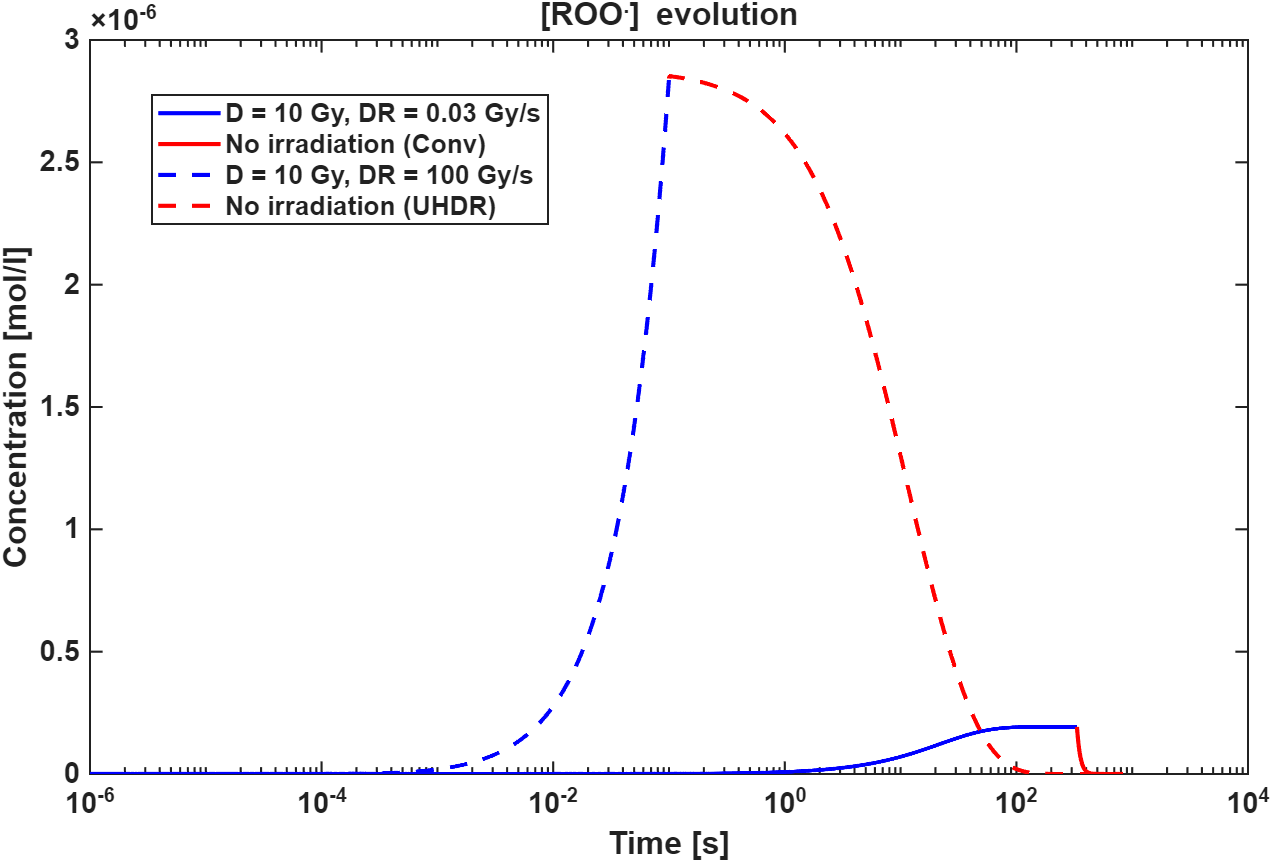 [ROO·] evolution
×10-6
3
2.5
2
1.5
1
0.5
0
Concentration [mol/l]
D = 10 Gy, DR = 0.03 Gy/s
No irradiation (Conv)
D = 10 Gy, DR = 100 Gy/s
No irradiation (UHDR)
10-6 10-4 10-2 100 102 104
Time [s]